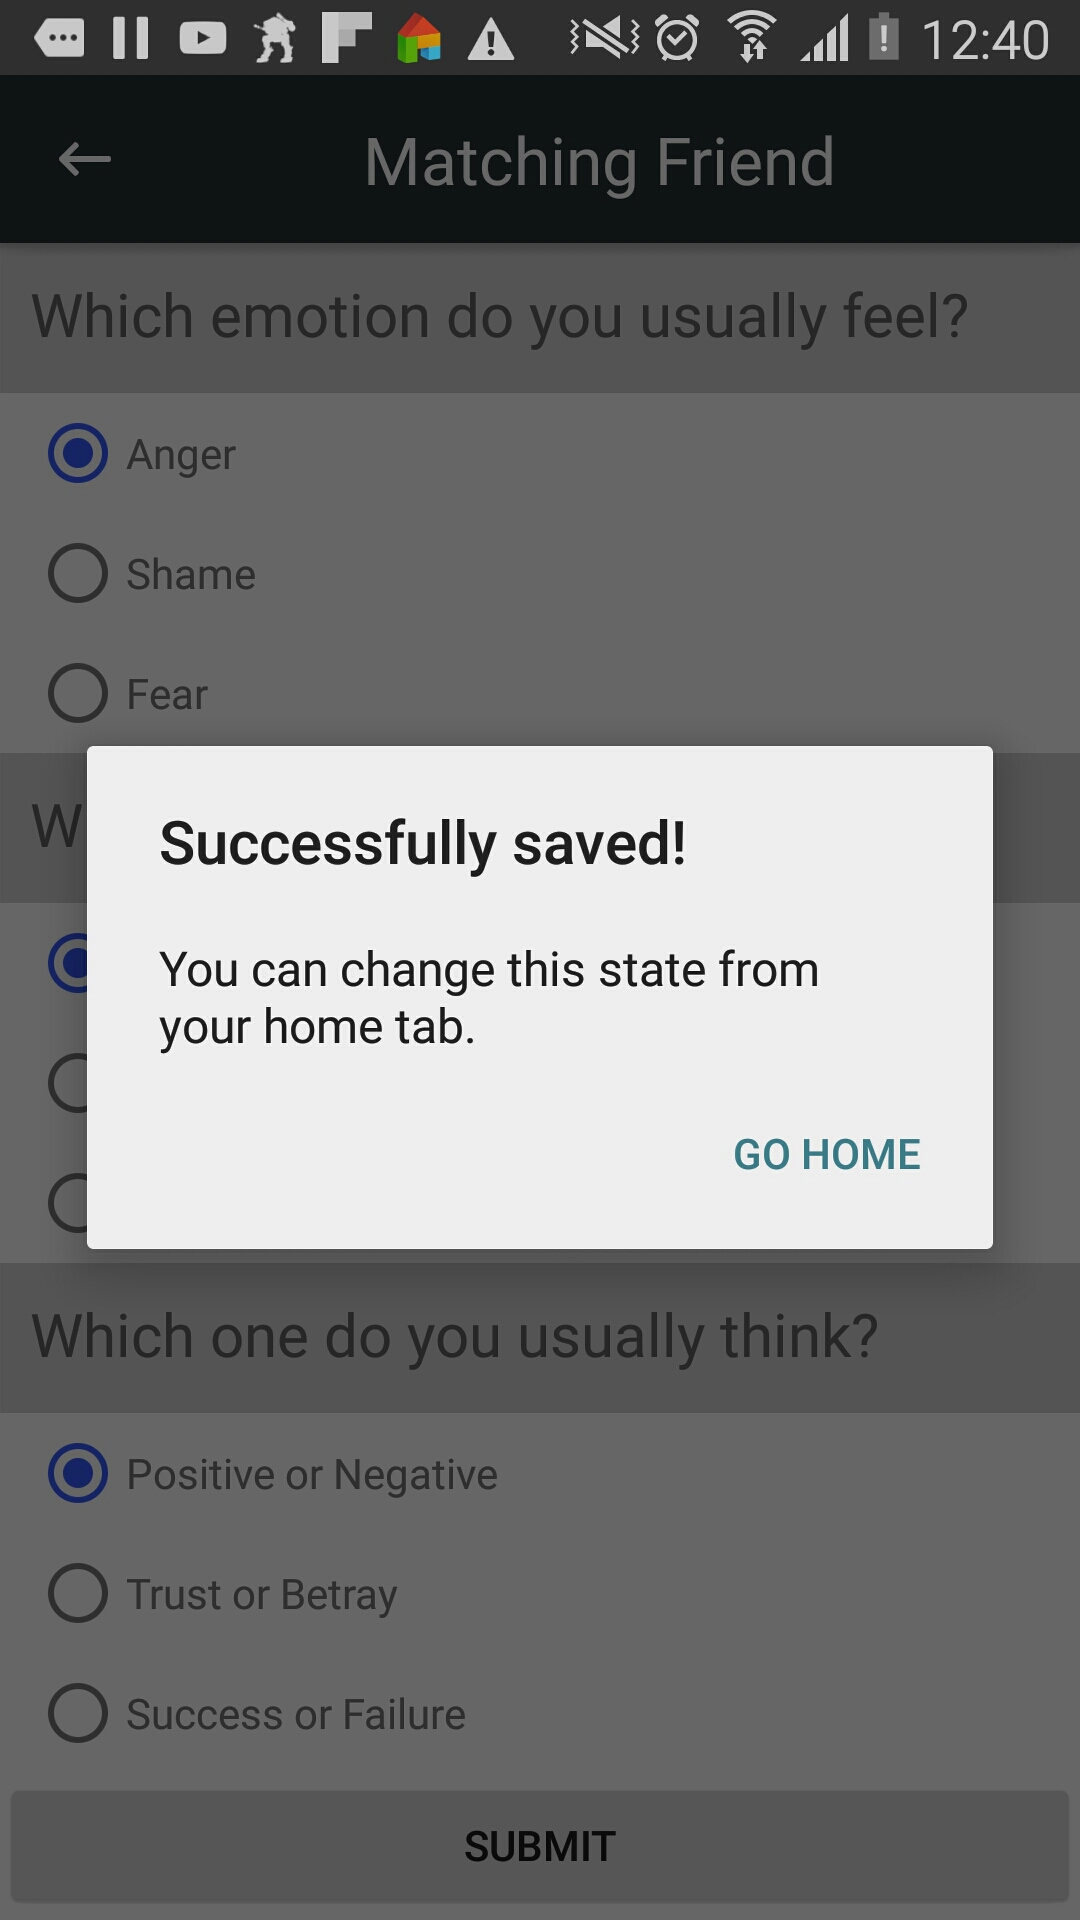 12:40
Matching Friend
Which emotion do you usually feel?
Anger
Shame
Fear
W
Successfully saved!
You can change this state from
your home tab.
GO HOME
Which one do you usually think?
Positive or Negative
Trust or Betray
Success or Failure
SUBMIT